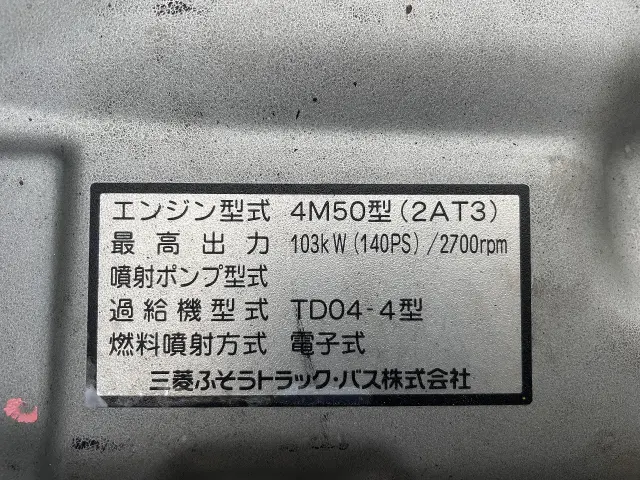 エンジン型式 4M50型(2AT3)
最高出力 103kW(140PS)/2700rpm
噴射ポンプ型式
過給機型式 TD04-4型
燃料噴射方式 電子式
三菱ふそうトラック・バス株式会社